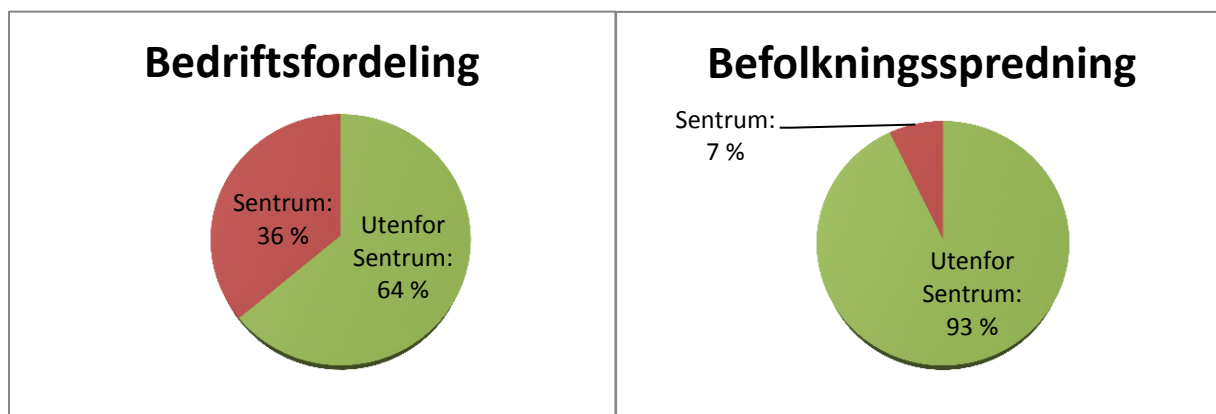 Bedriftsfordeling
Sentrum:
36 %
Utenfor
Sentrum:
64 %
Befolkningsspredning
Sentrum:
7 %
Utenfor
Sentrum:
93 %